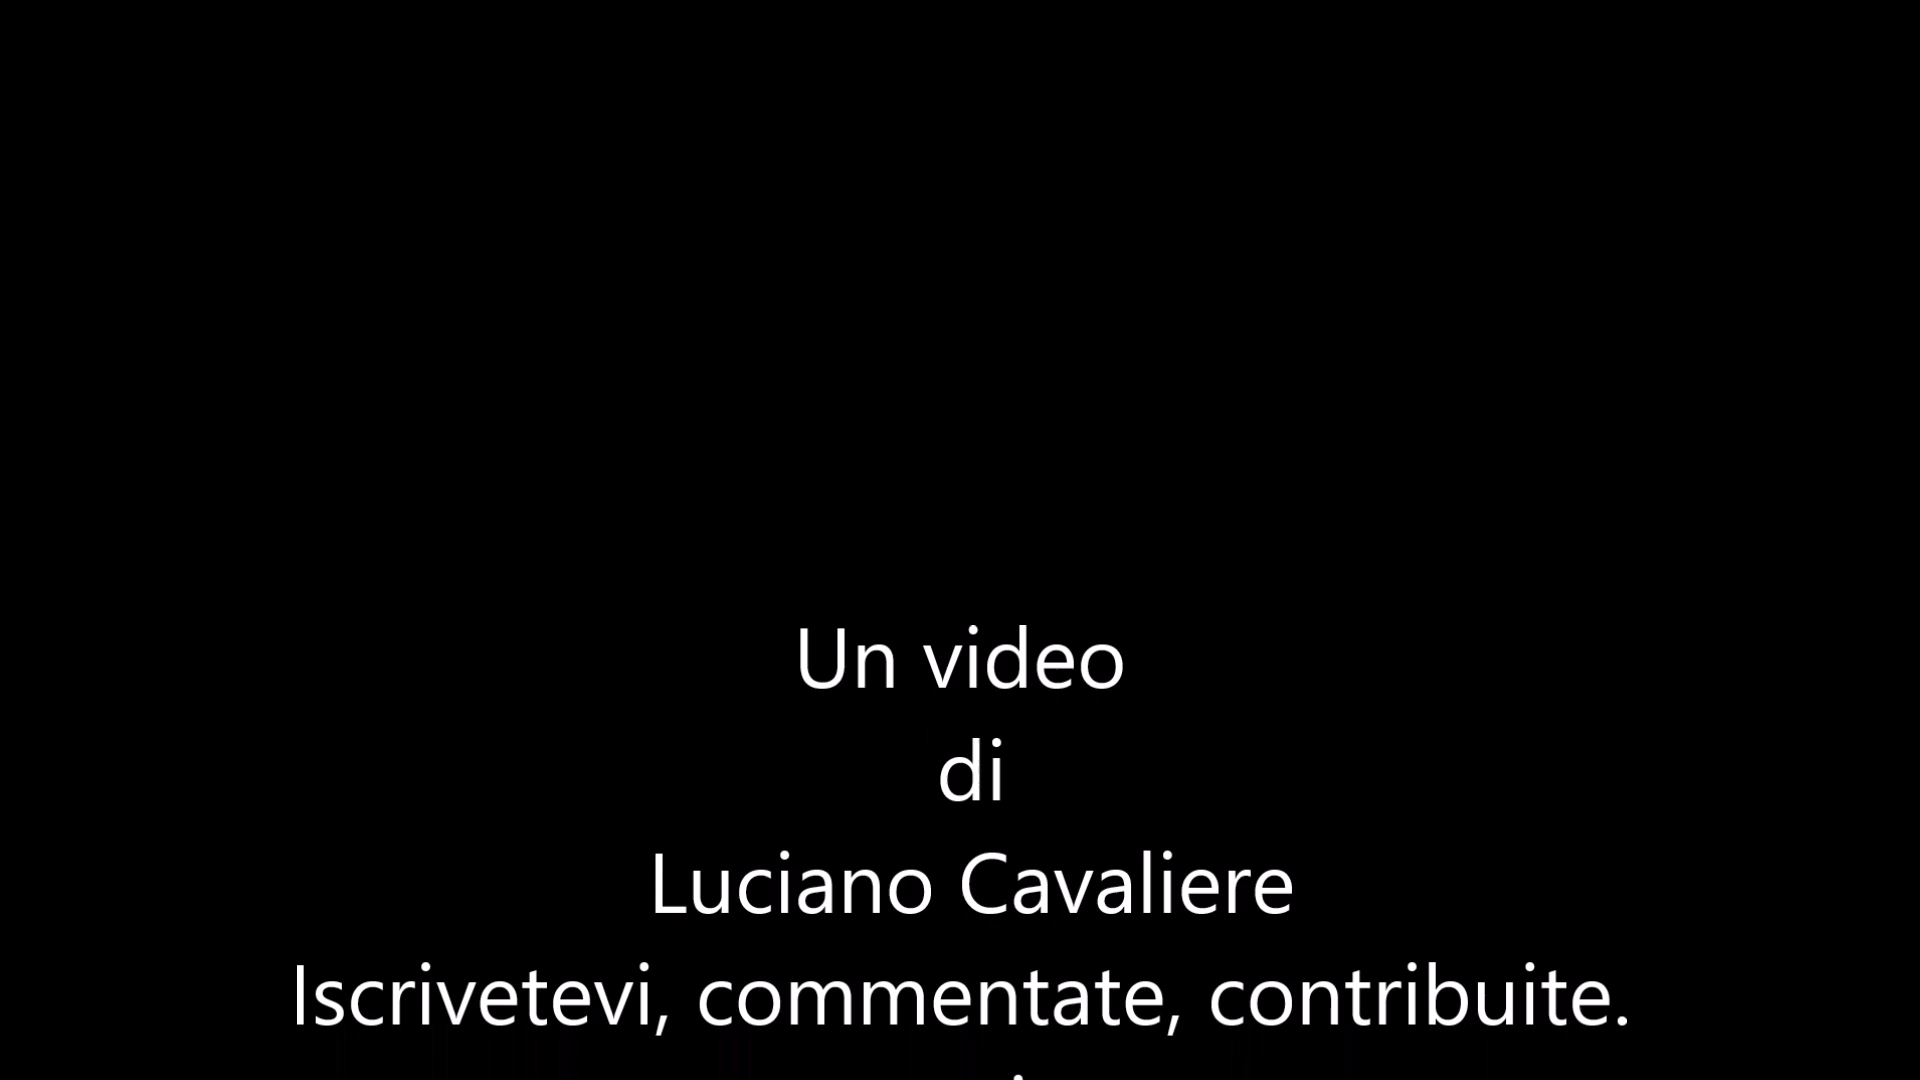 Un video
di
Luciano Cavaliere
Iscrivetevi, commentate, contribuite.